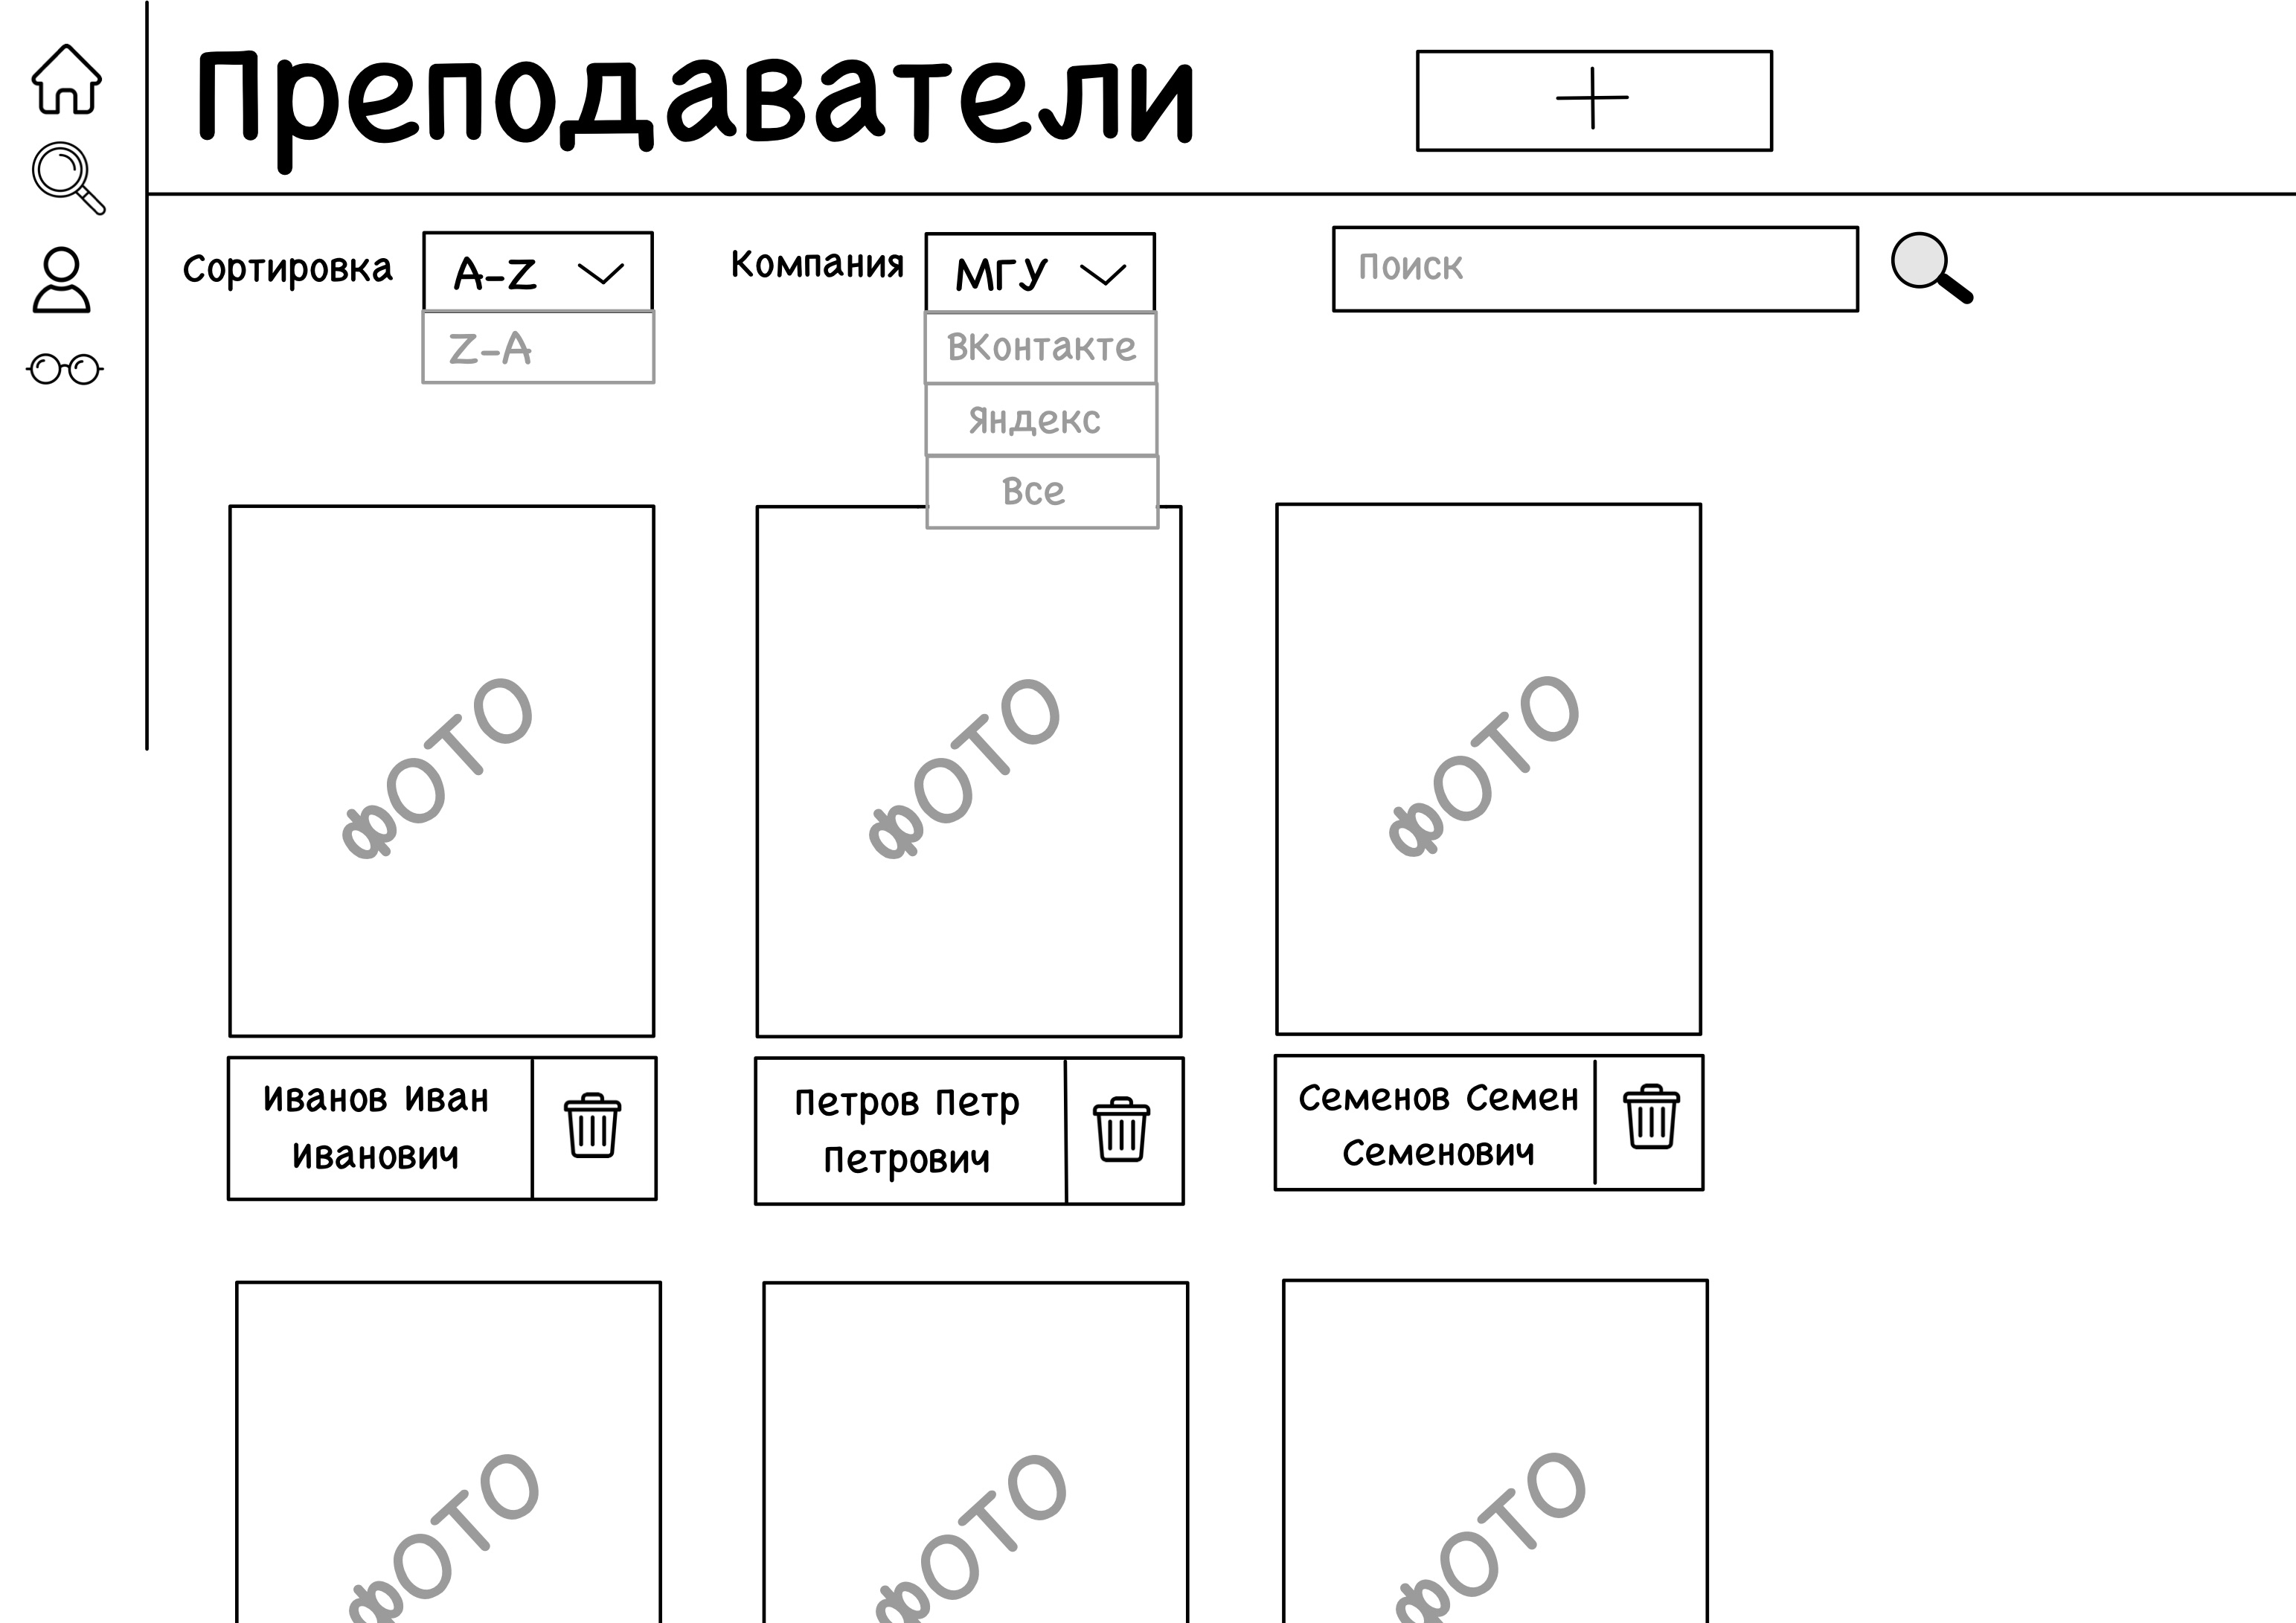 Преподаватели
Сортировка
A-Z
Z-A
Компания
МГУ
ВКонтакте
Яндекс
Все
Поиск
ФОТО
ФОТО
ФОТО
Иванов Иван
Иванович
Петров Петр
Петрович
Семенов Семен
Семенович
ФОТО
ФОТО
ФОТО